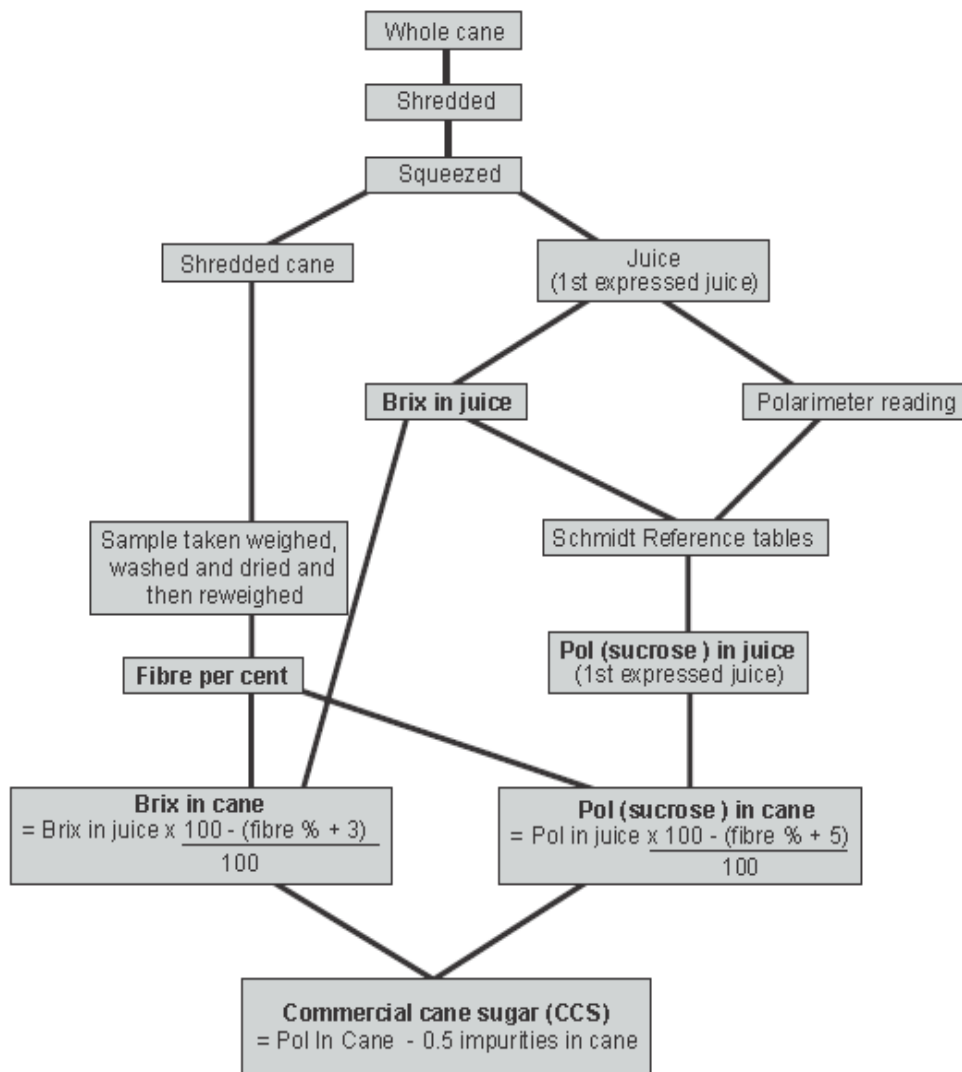 Whole cane
Shredded
Squeezed
Shredded cane
Juice
(1st expressed juice)
Brix in juice
Polarimeter reading
Sample taken weighed,
washed and dried and
then reweighed
Schmidt Reference tables
Fibre per cent
Pol (sucrose ) in juice
(1st expressed juice)
Brix in cane
= Brix in juice x 100 - (fibre % + 3)
100
Pol (sucrose ) in cane
= Pol in juice x 100 - (fibre % + 5)
100
Commercial cane sugar (CCS)
= Pol In Cane - 0.5 impurities in cane